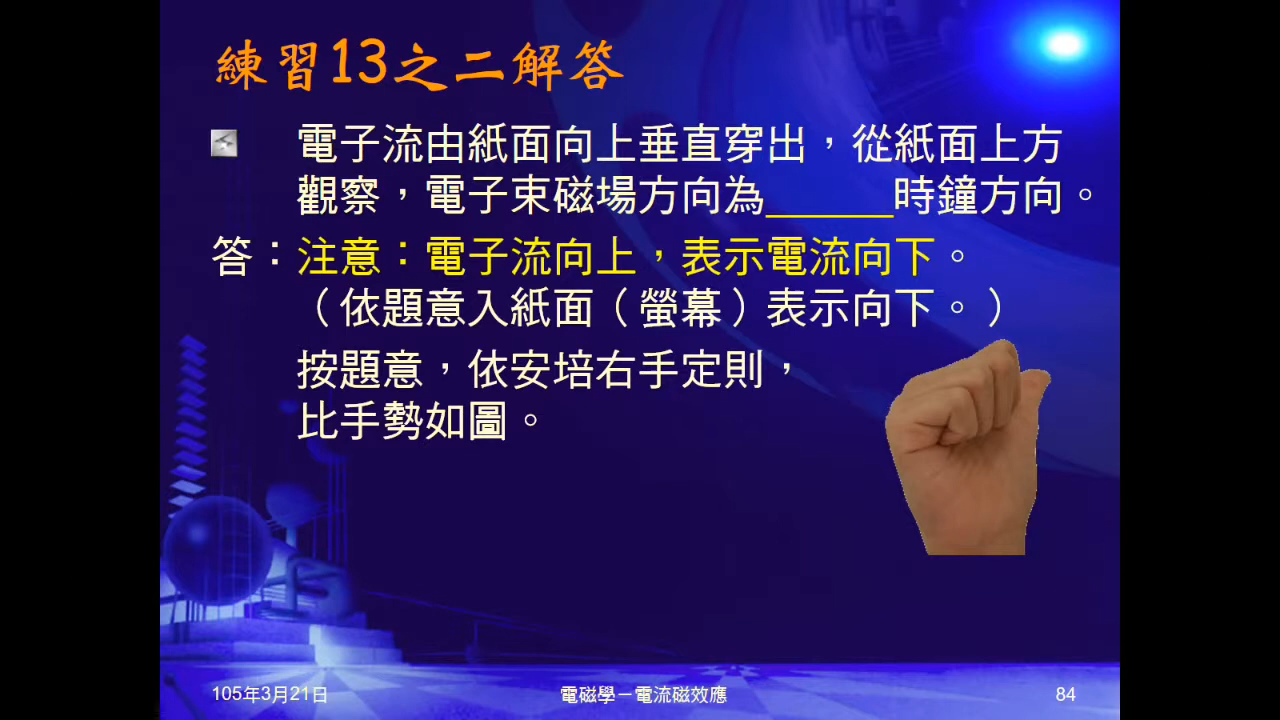 練習13之二解答
電子流由紙面向上垂直穿出，從紙面上方
觀察，電子束磁場方向為______時鐘方向。
答：注意：電子流向上，表示電流向下。
（依題意入紙面（螢幕）表示向下。）
按題意，依安培右手定則，
比手勢如圖。
105年3月21日
電磁學－電流磁效應
84